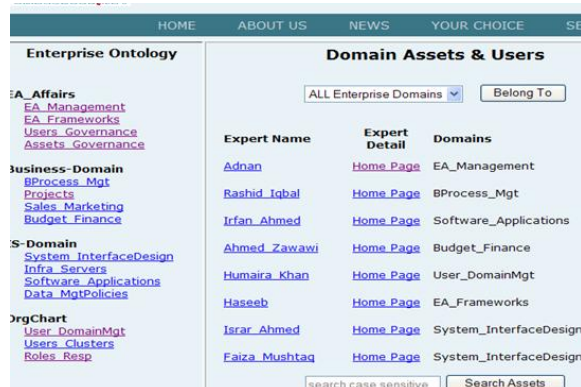 HOME ABOUT US NEWS YOUR CHOICE SE
Enterprise Ontology
EA_Affairs
EA_Management
EA_Frameworks
Users_Governance
Assets_Governance
Business-Domain
BProcess_Mgt
Projects
Sales_Marketing
Budget_Finance
S-Domain
System_InterfaceDesign
Infra_Servers
Software_Applications
Data_MgtPolicies
OrgChart
User_DomainMgt
Users_Clusters
Roles_Resp
Domain Assets & Users
ALL Enterprise Domains Belong To
Expert Name Expert Detail Domains
Adnan Home Page EA_Management
Rashid_Iqbal Home Page BProcess_Mgt
Irfan_Ahmed Home Page Software_Applications
Ahmed_Zawawi Home Page Budget_Finance
Humaira_Khan Home Page User_DomainMgt
Haseeb Home Page EA_Frameworks
Israr_Ahmed Home Page System_InterfaceDesign
Faiza_Mushtaq Home Page System_InterfaceDesign
search case sensitive Search Assets